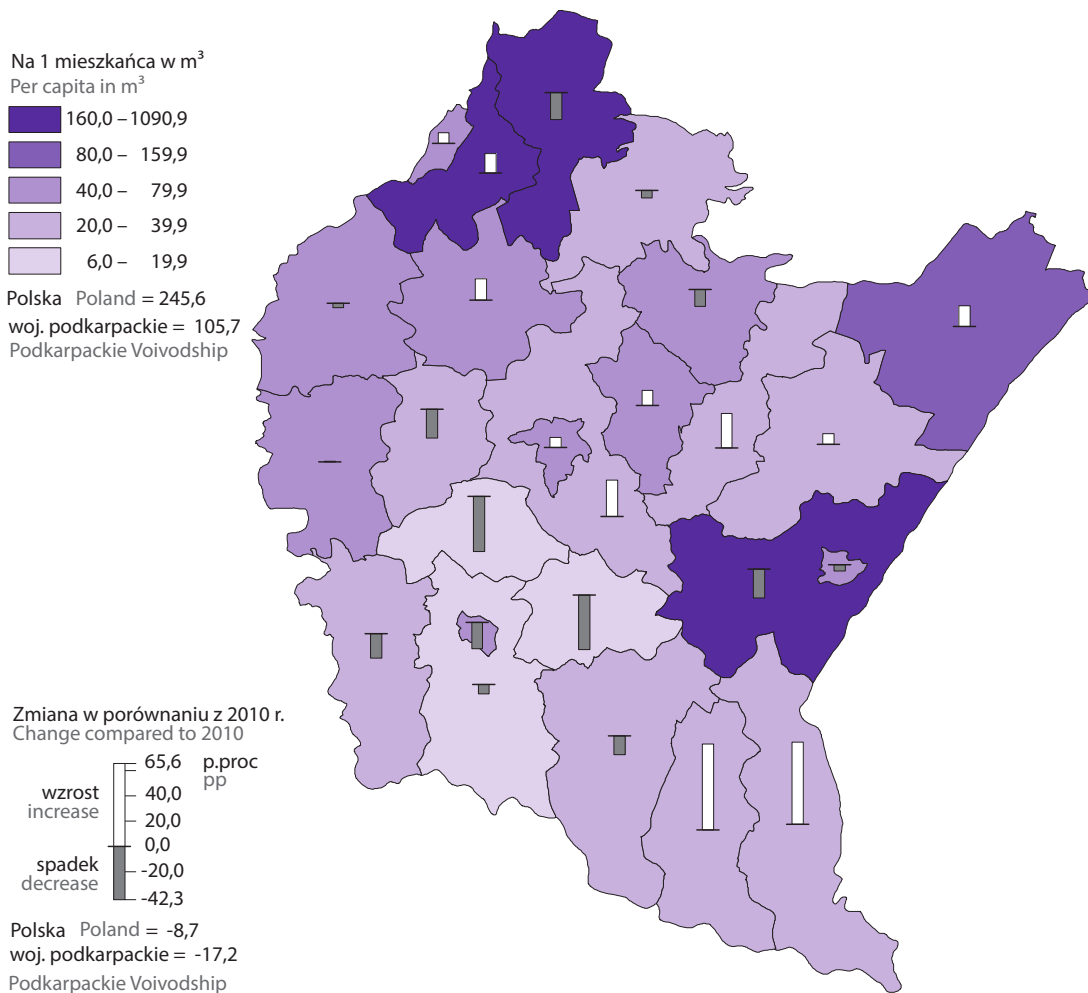 Na 1 mieszkańca w m³
Per capita in m³
160,0 – 1090,9
80,0 – 159,9
40,0 – 79,9
20,0 – 39,9
6,0 – 19,9
Polska Poland = 245,6
woj. podkarpackie = 105,7
Podkarpackie Voivodship
Zmiana w porównaniu z 2010 r.
Change compared to 2010
65,6 p.proc
pp
wzrost 40,0
increase 20,0
0,0
spadek -20,0
decrease -42,3
Polska Poland = -8,7
woj. podkarpackie = -17,2
Podkarpackie Voivodship